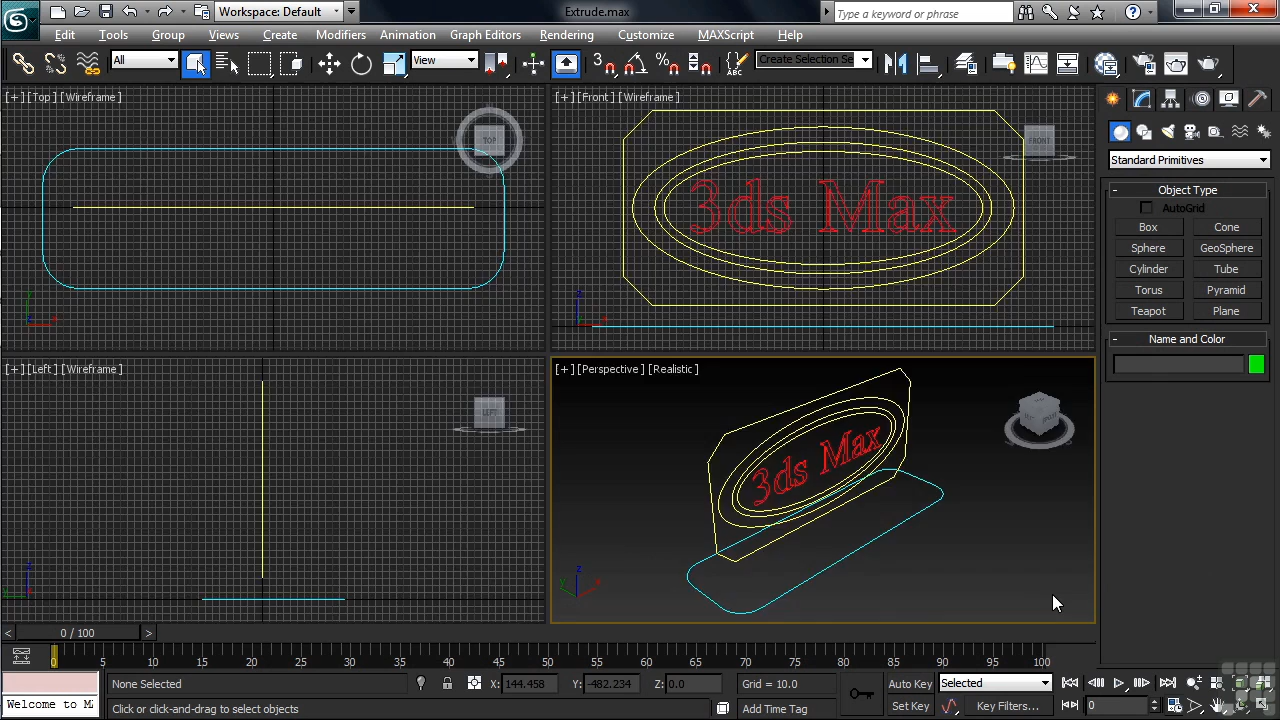 Workspace: Default
Extrude.max
Type a keyword or phrase
Edit Tools Group Views Create Modifiers Animation Graph Editors Rendering Customize MAXScript Help
All
View
3
Create Selection Se
[+] [Top] [Wireframe]
TOP
[+] [Front] [Wireframe]
FRONT
3ds Max
Standard Primitives
- Object Type
AutoGrid
Box Cone
Sphere GeoSphere
Cylinder Tube
Torus Pyramid
Teapot Plane
- Name and Color
[+] [Left] [Wireframe]
LEFT
[+] [Perspective] [Realistic]
3ds Max
< 0 / 100 >
0 5 10 15 20 25 30 35 40 45 50 55 60 65 70 75 80 85 90 95 100
None Selected
X: 144.458 Y: -482.234 Z: 0.0
Grid = 10.0
Auto Key
Selected
Welcome to M
Click or click-and-drag to select objects
Add Time Tag
Set Key
Key Filters...
0